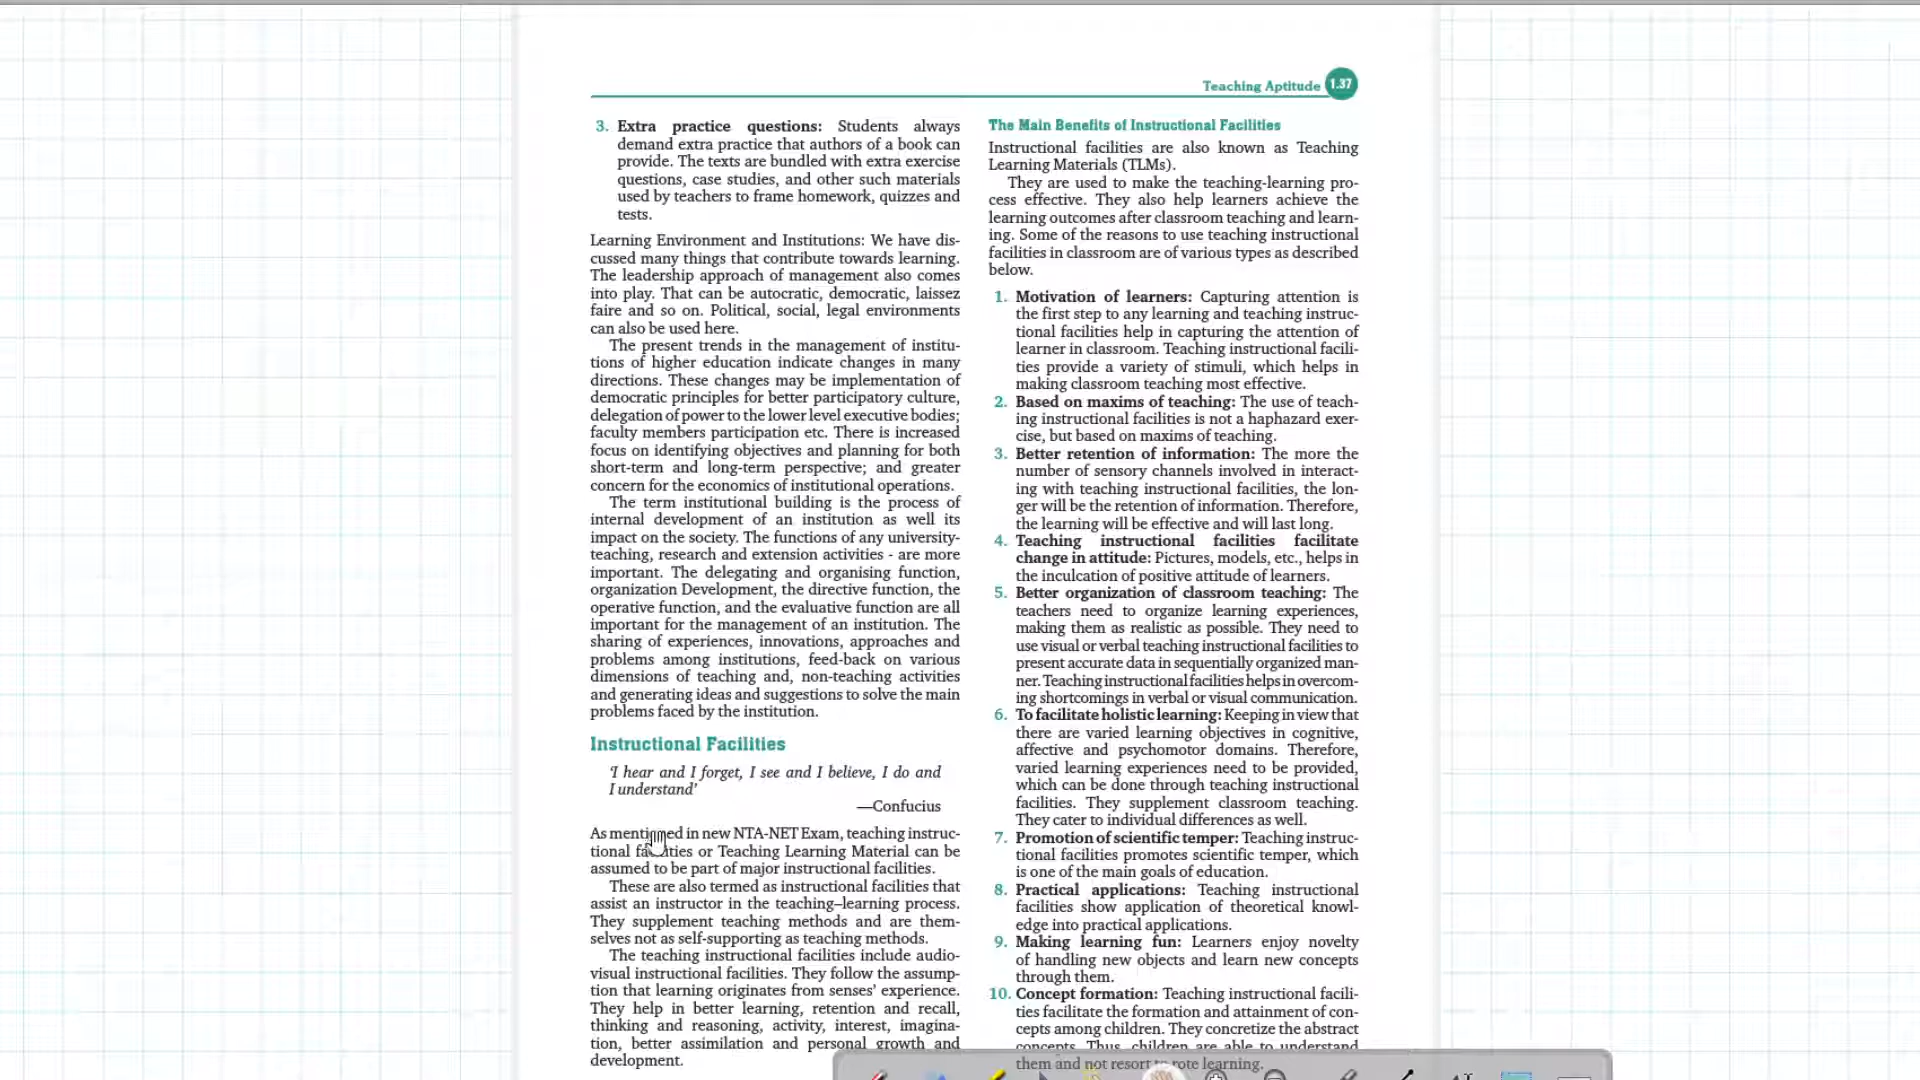 Teaching Aptitude 1.37
3. Extra practice questions: Students always
demand extra practice that authors of a book can
provide. The texts are bundled with extra exercise
questions, case studies, and other such materials
used by teachers to frame homework, quizzes and
tests.
Learning Environment and Institutions: We have dis-
cussed many things that contribute towards learning.
The leadership approach of management also comes
into play. That can be autocratic, democratic, laissez
faire and so on. Political, social, legal environments
can also be used here.
The present trends in the management of institu-
tions of higher education indicate changes in many
directions. These changes may be implementation of
democratic principles for better participatory culture,
delegation of power to the lower level executive bodies;
faculty members participation etc. There is increased
focus on identifying objectives and planning for both
short-term and long-term perspective; and greater
concern for the economics of institutional operations.
The term institutional building is the process of
internal development of an institution as well its
impact on the society. The functions of any university-
teaching, research and extension activities - are more
important. The delegating and organising function,
organization Development, the directive function, the
operative function, and the evaluative function are all
important for the management of an institution. The
sharing of experiences, innovations, approaches and
problems among institutions, feed-back on various
dimensions of teaching and, non-teaching activities
and generating ideas and suggestions to solve the main
problems faced by the institution.
Instructional Facilities
'I hear and I forget, I see and I believe, I do and
I understand'
—Confucius
As mentioned in new NTA-NET Exam, teaching instruc-
tional facilities or Teaching Learning Material can be
assumed to be part of major instructional facilities.
These are also termed as instructional facilities that
assist an instructor in the teaching–learning process.
They supplement teaching methods and are them-
selves not as self-supporting as teaching methods.
The teaching instructional facilities include audio-
visual instructional facilities. They follow the assump-
tion that learning originates from senses' experience.
They help in better learning, retention and recall,
thinking and reasoning, activity, interest, imagina-
tion, better assimilation and personal growth and
development.
The Main Benefits of Instructional Facilities
Instructional facilities are also known as Teaching
Learning Materials (TLMs).
They are used to make the teaching-learning pro-
cess effective. They also help learners achieve the
learning outcomes after classroom teaching and learn-
ing. Some of the reasons to use teaching instructional
facilities in classroom are of various types as described
below.
1. Motivation of learners: Capturing attention is
the first step to any learning and teaching instruc-
tional facilities help in capturing the attention of
learner in classroom. Teaching instructional facili-
ties provide a variety of stimuli, which helps in
making classroom teaching most effective.
2. Based on maxims of teaching: The use of teach-
ing instructional facilities is not a haphazard exer-
cise, but based on maxims of teaching.
3. Better retention of information: The more the
number of sensory channels involved in interact-
ing with teaching instructional facilities, the lon-
ger will be the retention of information. Therefore,
the learning will be effective and will last long.
4. Teaching instructional facilities facilitate
change in attitude: Pictures, models, etc., helps in
the inculcation of positive attitude of learners.
5. Better organization of classroom teaching: The
teachers need to organize learning experiences,
making them as realistic as possible. They need to
use visual or verbal teaching instructional facilities to
present accurate data in sequentially organized man-
ner. Teaching instructional facilities helps in overcom-
ing shortcomings in verbal or visual communication.
6. To facilitate holistic learning: Keeping in view that
there are varied learning objectives in cognitive,
affective and psychomotor domains. Therefore,
varied learning experiences need to be provided,
which can be done through teaching instructional
facilities. They supplement classroom teaching.
They cater to individual differences as well.
7. Promotion of scientific temper: Teaching instruc-
tional facilities promotes scientific temper, which
is one of the main goals of education.
8. Practical applications: Teaching instructional
facilities show application of theoretical knowl-
edge into practical applications.
9. Making learning fun: Learners enjoy novelty
of handling new objects and learn new concepts
through them.
10. Concept formation: Teaching instructional facili-
ties facilitate the formation and attainment of con-
cepts among children. They concretize the abstract
concepts. Thus, children are able to understand
them and not resort to rote learning.